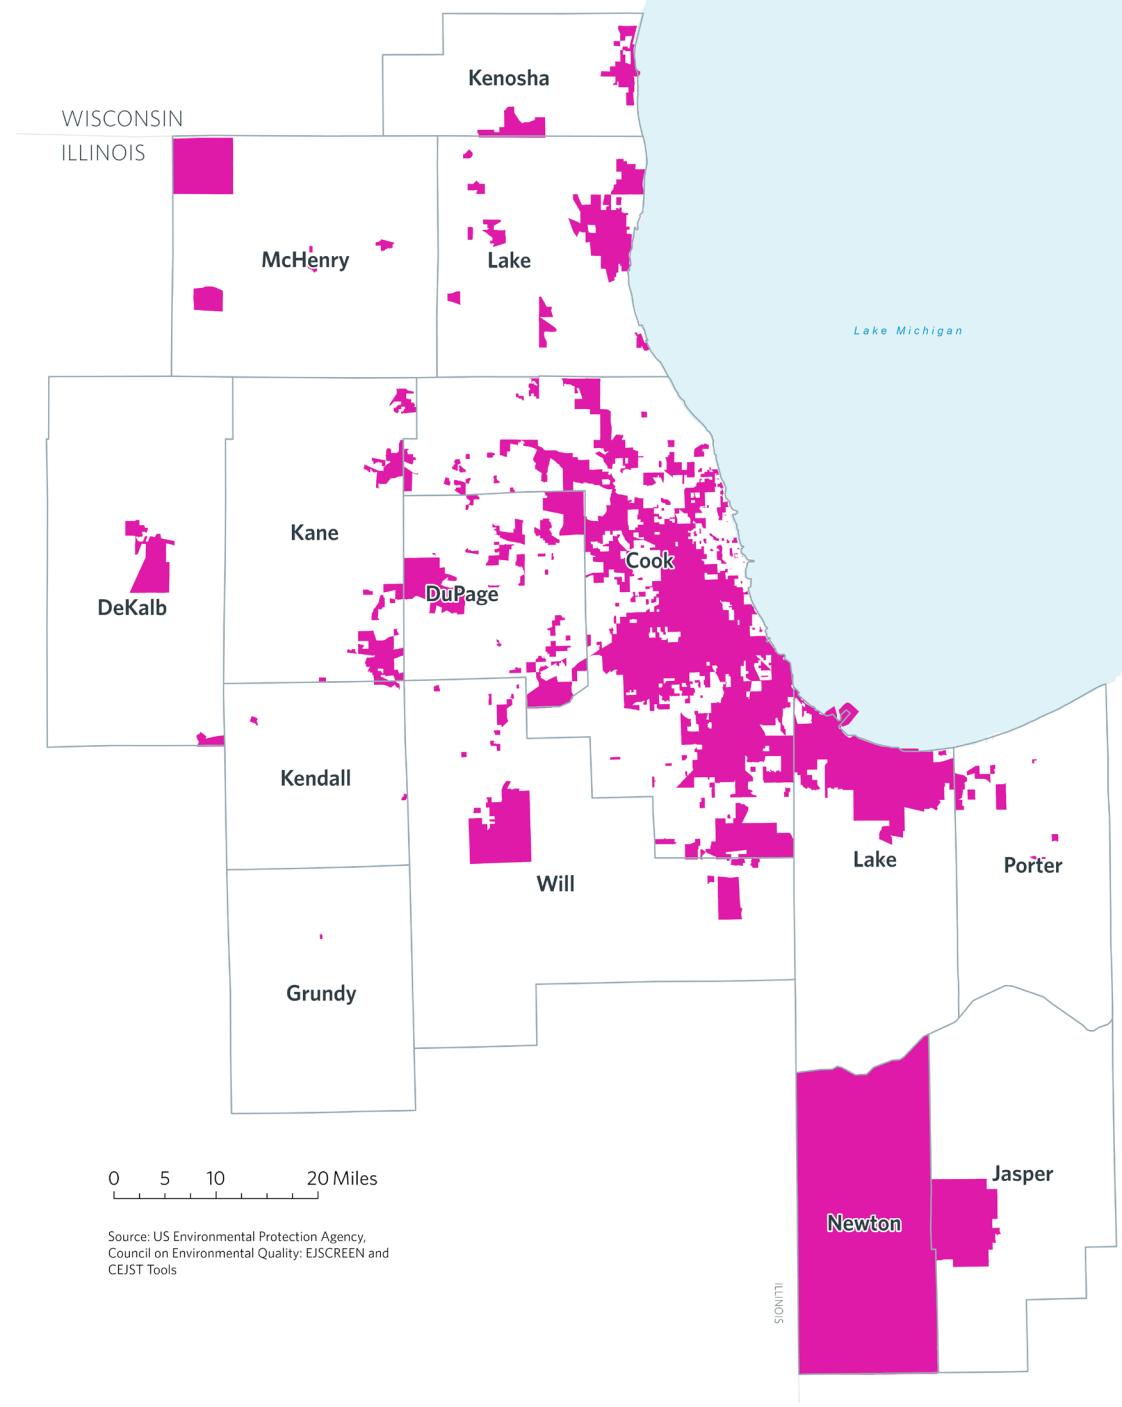 Kenosha
WISCONSIN
ILLINOIS
McHenry
Lake
Lake Michigan
Kane
Cook
DuPage
DeKalb
Kendall
Will
Lake
Porter
Grundy
Jasper
Newton
0 5 10 20 Miles
Source: US Environmental Protection Agency,
Council on Environmental Quality: EJSCREEN and
CEJST Tools
ILLINOIS